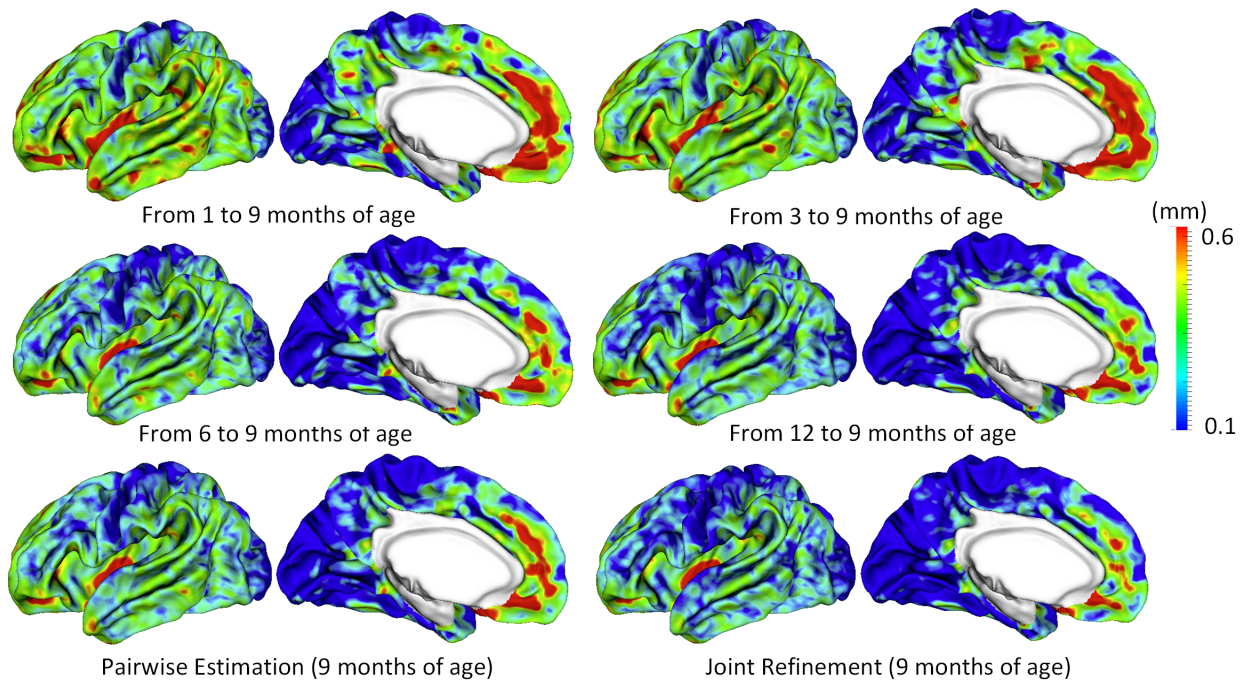 From 1 to 9 months of age
From 3 to 9 months of age
(mm)
0.6
0.1
From 6 to 9 months of age
From 12 to 9 months of age
Pairwise Estimation (9 months of age)
Joint Refinement (9 months of age)